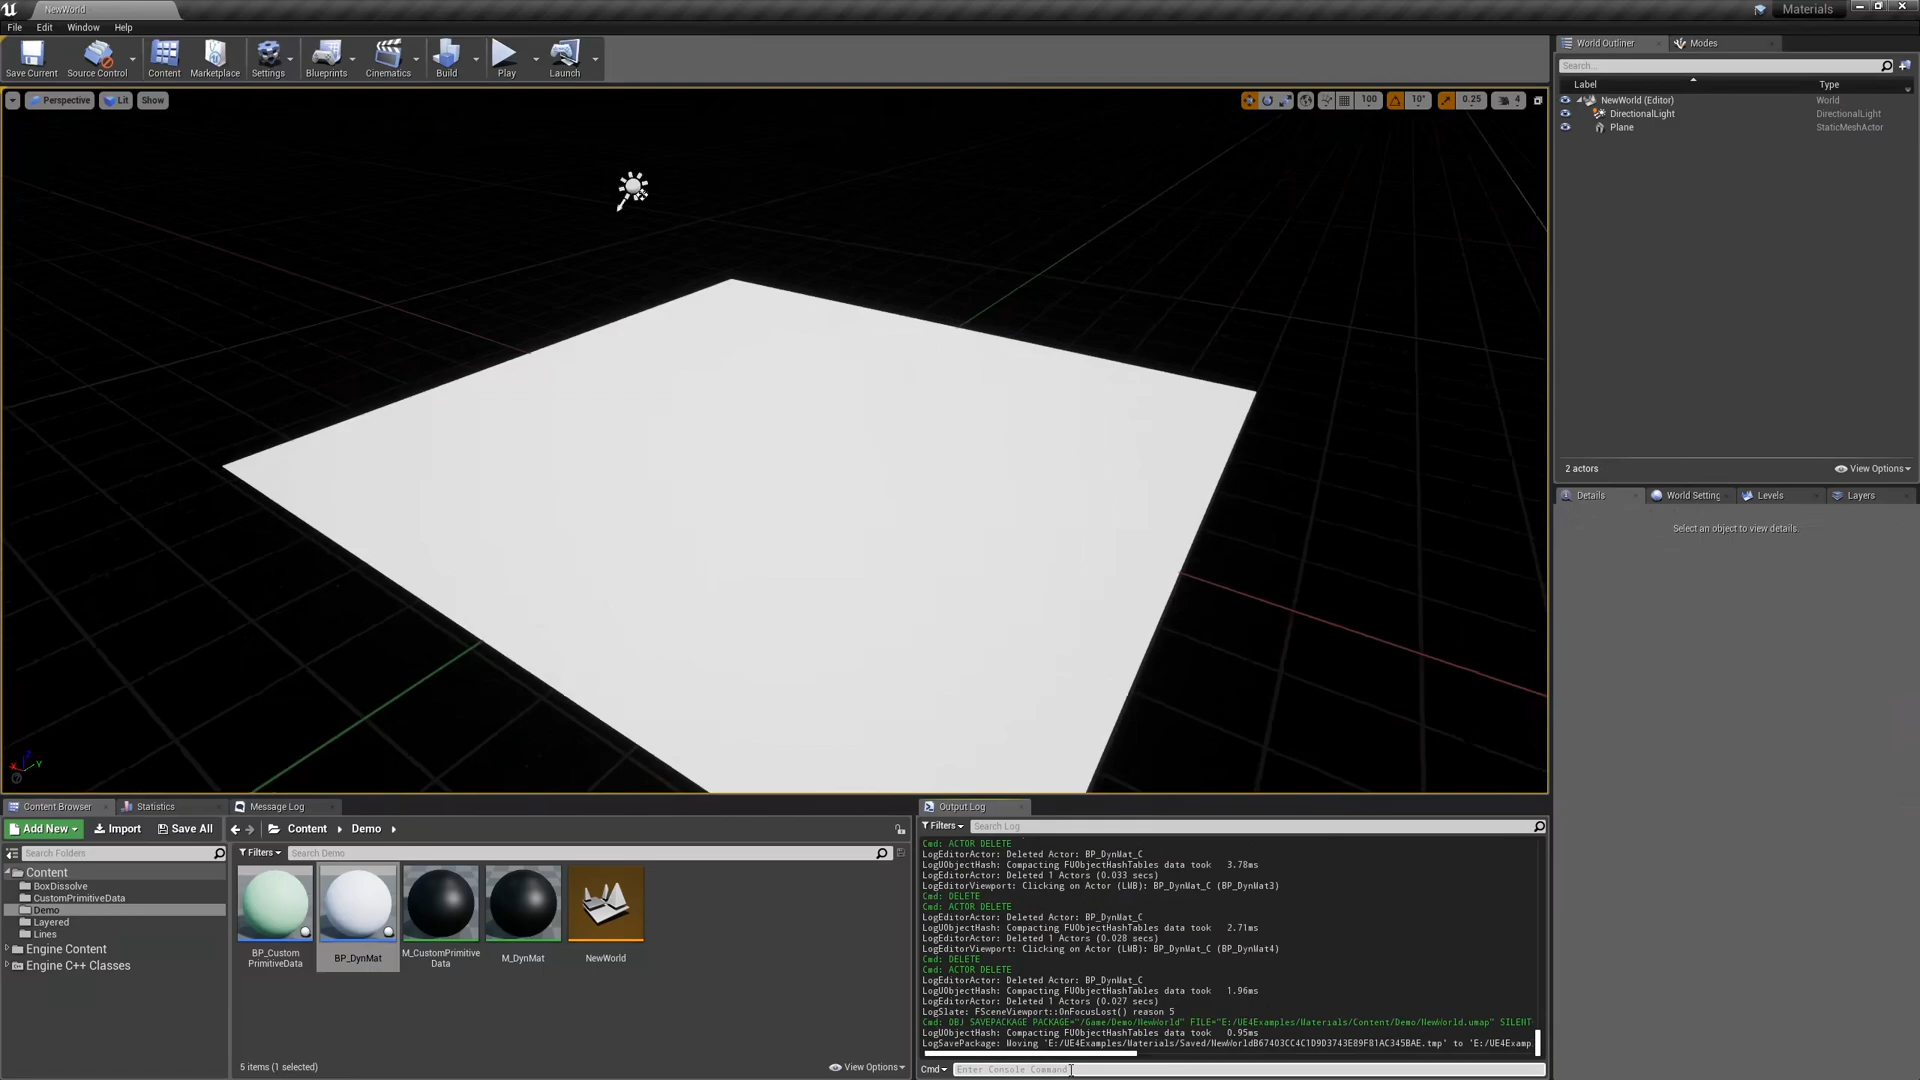 NewWorld
Materials
File Edit Window Help
Save Current Source Control Content Marketplace Settings Blueprints Cinematics Build Play Launch
World Outliner Modes
Search...
Label Type
NewWorld (Editor) World
DirectionalLight DirectionalLight
Plane StaticMeshActor
2 actors View Options
Perspective Lit Show
100 10° 0.25 4
Details World Setting Levels Layers
Select an object to view details.
X Y Z
Content Browser Statistics Message Log
Add New Import Save All Content Demo
Search Folders
Filters Search Demo
Content
BoxDissolve
CustomPrimitiveData
Demo
Layered
Lines
Engine Content
Engine C++ Classes
BP_Custom
PrimitiveData
BP_DynMat
M_CustomPrimitive
Data
M_DynMat
NewWorld
5 items (1 selected) View Options
Output Log
Filters Search Log
Cmd: ACTOR DELETE
LogEditorActor: Deleted Actor: BP_DynMat_C
LogUObjectHash: Compacting FUObjectHashTables data took 3.78ms
LogEditorActor: Deleted 1 Actors (0.033 secs)
LogEditorViewport: Clicking on Actor (LMB): BP_DynMat_C (BP_DynMat3)
Cmd: DELETE
Cmd: ACTOR DELETE
LogEditorActor: Deleted Actor: BP_DynMat_C
LogUObjectHash: Compacting FUObjectHashTables data took 2.71ms
LogEditorActor: Deleted 1 Actors (0.028 secs)
LogEditorViewport: Clicking on Actor (LMB): BP_DynMat_C (BP_DynMat4)
Cmd: DELETE
Cmd: ACTOR DELETE
LogEditorActor: Deleted Actor: BP_DynMat_C
LogUObjectHash: Compacting FUObjectHashTables data took 1.96ms
LogEditorActor: Deleted 1 Actors (0.027 secs)
LogSlate: FSceneViewport::OnFocusLost() reason 5
Cmd: OBJ SAVEPACKAGE PACKAGE="/Game/Demo/NewWorld" FILE="E:/UE4Examples/Materials/Content/Demo/NewWorld.umap" SILENT
LogUObjectHash: Compacting FUObjectHashTables data took 0.95ms
LogSavePackage: Moving 'E:/UE4Examples/Materials/Saved/NewWorldB67403CC4C1D9D3743E89F81AC345BAE.tmp' to 'E:/UE4Examp
Cmd Enter Console Command